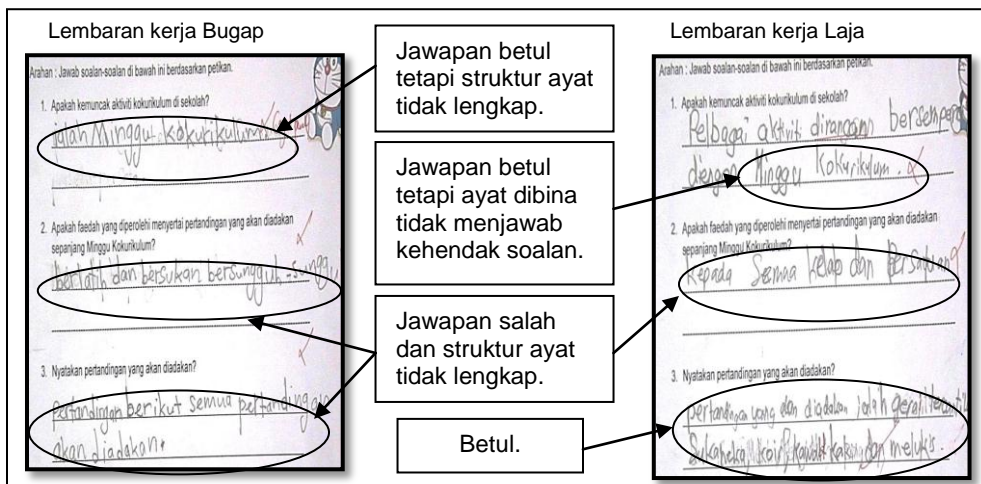 Lembaran kerja Bugap
Arahan : Jawab soalan-soalan di bawah ini berdasarkan petikan.
1. Apakah kemuncak aktiviti kokurikulum di sekolah?
ialah Minggu kokurikulum
2. Apakah faedah yang diperolehi menyertai pertandingan yang akan diadakan
sepanjang Minggu Kokurikulum?
berlatih dan bersukan bersungguh-sunggu
3. Nyatakan pertandingan yang akan diadakan?
pertandingan berikut semua pertandinggan
akan diadakan.
Jawapan betul
tetapi struktur ayat
tidak lengkap.
Jawapan betul
tetapi ayat dibina
tidak menjawab
kehendak soalan.
Jawapan salah
dan struktur ayat
tidak lengkap.
Betul.
Lembaran kerja Laja
Arahan : Jawab soalan-soalan di bawah ini berdasarkan petikan.
1. Apakah kemuncak aktiviti kokurikulum di sekolah?
Pelbagai aktiviti dirancang bersempena
dengan Minggu Kokurikulum.
2. Apakah faedah yang diperolehi menyertai pertandingan yang akan diadakan
sepanjang Minggu Kokurikulum?
kepada Semua kelab dan Persatuan
3. Nyatakan pertandingan yang akan diadakan?
pertandingan yang akan diadakan ialah
Sukaneka, koir, kawat kaki dan melukis.